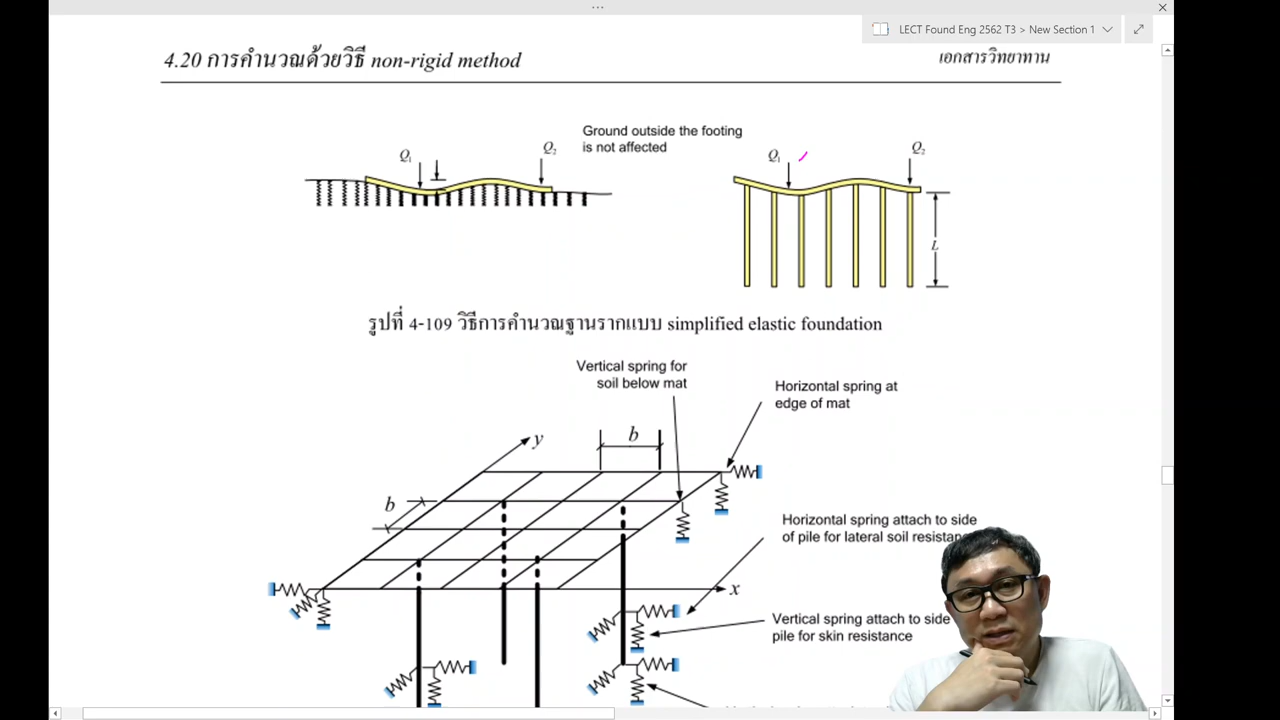 LECT Found Eng 2562 T3 > New Section 1
4.20 การคำนวณด้วยวิธี non-rigid method
เอกสารวิทยาทาน
Ground outside the footing
is not affected
Q1
Q2
Q1
Q2
L
รูปที่ 4-109 วิธีการคำนวณฐานรากแบบ simplified elastic foundation
Vertical spring for
soil below mat
Horizontal spring at
edge of mat
b
y
b
Horizontal spring attach to side
of pile for lateral soil
x
Vertical spring attach to side
pile for skin resistance